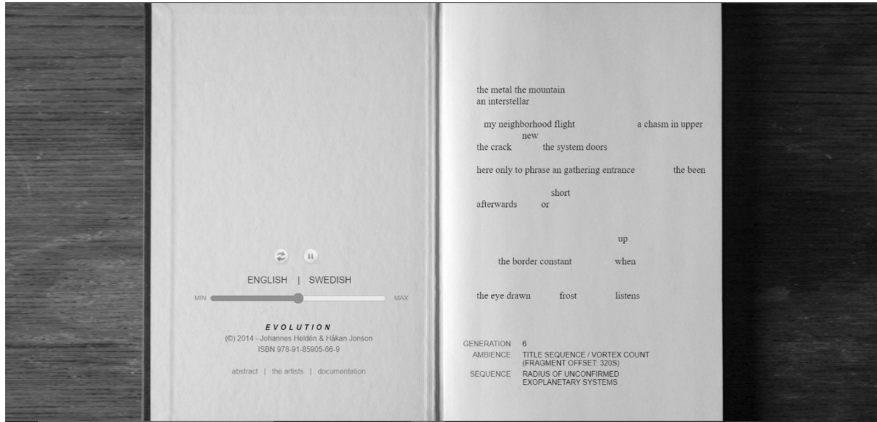 ENGLISH | SWEDISH
MIN MAX
EVOLUTION
(©) 2014 - Johannes Heldén & Håkan Jonson
ISBN 978-91-85905-66-9
abstract | the artists | documentation
the metal the mountain
an interstellar
my neighborhood flight a chasm in upper
new
the crack the system doors
here only to phrase an gathering entrance the been
short
afterwards or
up
the border constant when
the eye drawn frost listens
GENERATION 6
AMBIENCE TITLE SEQUENCE / VORTEX COUNT
(FRAGMENT OFFSET: 320S)
SEQUENCE RADIUS OF UNCONFIRMED
EXOPLANETARY SYSTEMS